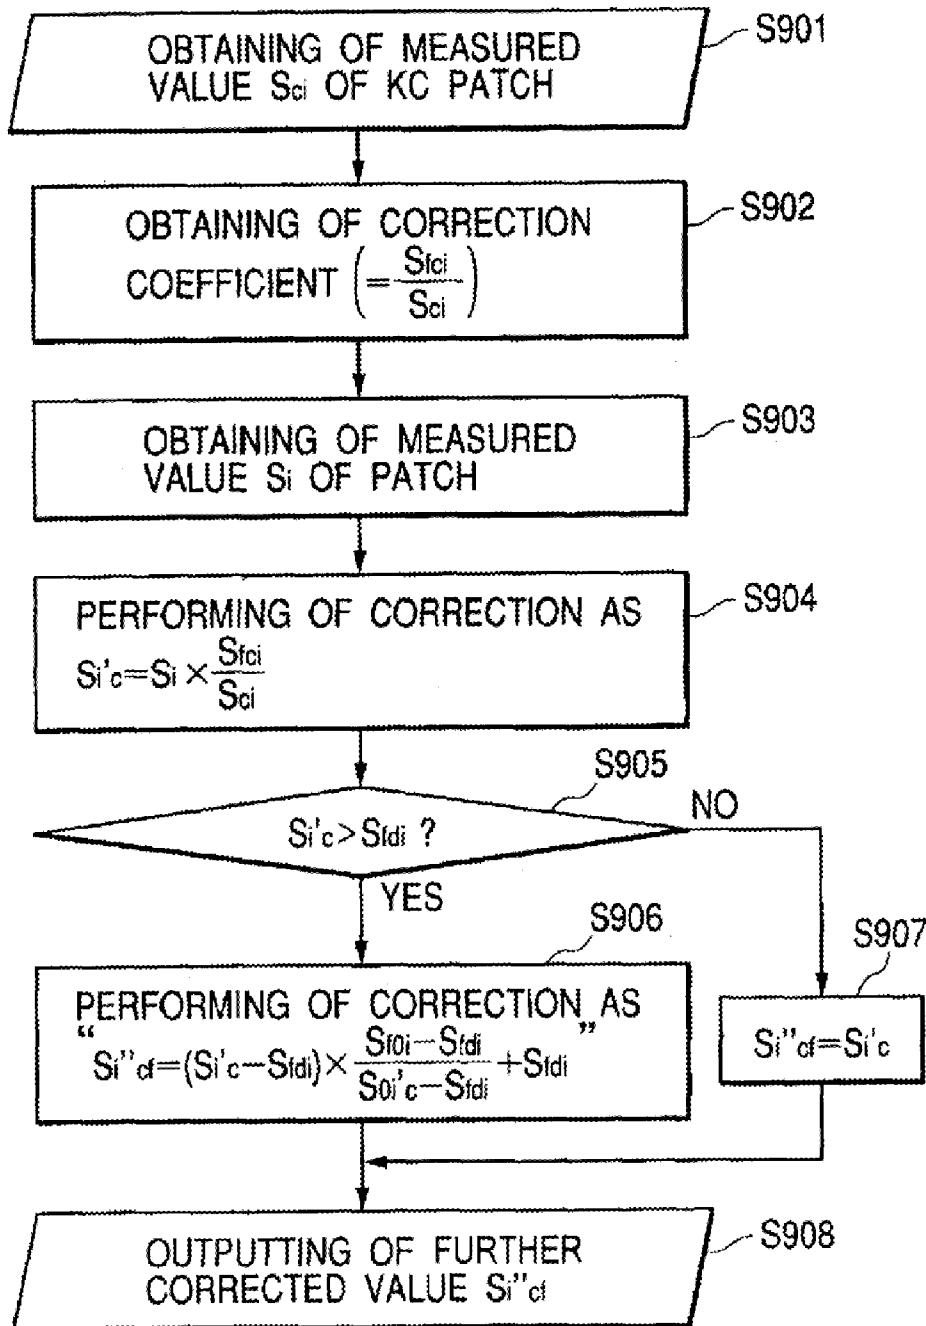 OBTAINING OF MEASURED
VALUE Sci OF KC PATCH
S901
OBTAINING OF CORRECTION
COEFFICIENT (= Sfci / Sci)
S902
OBTAINING OF MEASURED
VALUE Si OF PATCH
S903
PERFORMING OF CORRECTION AS
Si'c=Si × Sfci / Sci
S904
S905
Si'c>Sfdi ?
NO
YES
S906
PERFORMING OF CORRECTION AS
“Si''cf=(Si'c−Sfdi) × (Sf0i−Sfdi) / (S0i'c−Sfdi) +Sfdi”
S907
Si''cf=Si'c
OUTPUTTING OF FURTHER
CORRECTED VALUE Si''cf
S908